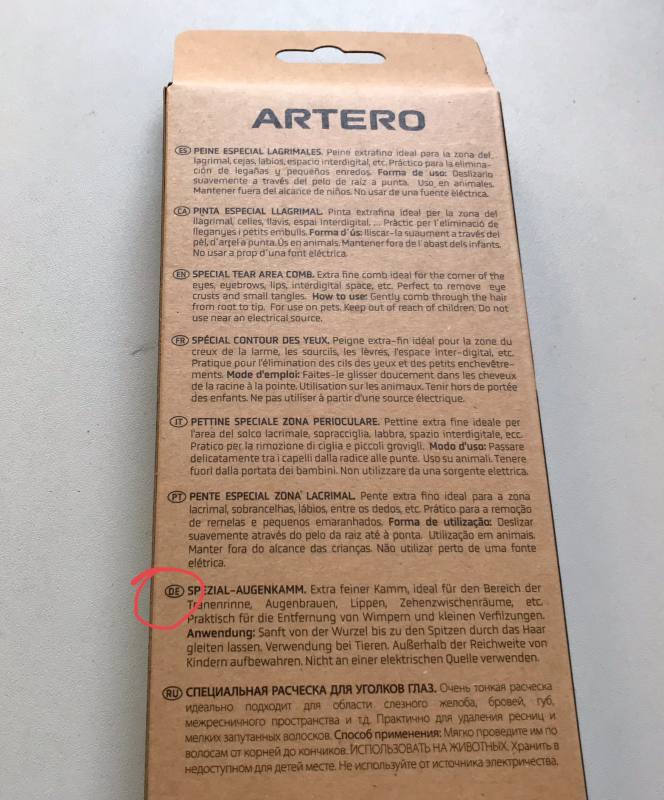 ARTERO
ES PEINE ESPECIAL LAGRIMALES. Peine extrafino ideal para la zona del
lagrimal, cejas, labios, espacio interdigital, etc. Práctico para la elimina-
ción de legañas y pequeños enredos. Forma de uso: Deslizarlo
suavemente a través del pelo de raíz a punta. Uso en animales.
Mantener fuera del alcance de niños. No usar de una fuente eléctrica.
CA PINTA ESPECIAL LLAGRIMAL. Pinta extrafina ideal per la zona del
llagrimal, celles, llavis, espai interdigital. ... Pràctic per l'eliminació de
lleganyes i petits embulls. Forma d'ús: lliscar-la suaument a través del
pèl, d'arrel a punta. Ús en animals. Mantener fora de l'abast dels infants.
No usar a prop d'una font elèctrica.
EN SPECIAL TEAR AREA COMB. Extra fine comb ideal for the corner of the
eyes, eyebrows, lips, interdigital space, etc. Perfect to remove eye
crusts and small tangles. How to use: Gently comb through the hair
from root to tip. For use on pets. Keep out of reach of children. Do not
use near an electrical source.
FR SPÉCIAL CONTOUR DES YEUX. Peigne extra-fin idéal pour la zone du
creux de la larme, les sourcils, les lèvres, l'espace inter-digital, etc.
Pratique pour l'élimination des cils des yeux et des petits enchevêtre-
ments. Mode d'emploi: Faites-le glisser doucement dans les cheveux
de la racine à la pointe. Utilisation sur les animaux. Tenir hors de portée
des enfants. Ne pas utiliser à partir d'une source électrique.
IT PETTINE SPECIALE ZONA PERIOCULARE. Pettine extra fine ideale per
l'area del solco lacrimale, sopracciglia, labbra, spazio interdigitale, ecc.
Pratico per la rimozione di ciglia e piccoli grovigli. Modo d'uso: Passare
delicatamente tra i capelli dalla radice alle punte. Uso su animali. Tenere
fuori dalla portata dei bambini. Non utilizzare da una sorgente elettrica.
PT PENTE ESPECIAL ZONA LACRIMAL. Pente extra fino ideal para a zona
lacrimal, sobrancelhas, lábios, entre os dedos, etc. Prático para a remoção
de remelas e pequenos emaranhados. Forma de utilização: Deslizar
suavemente através do pelo da raiz até à ponta. Utilização em animais.
Manter fora do alcance das crianças. Não utilizar perto de uma fonte
elétrica.
DE SPEZIAL-AUGENKAMM. Extra feiner Kamm, ideal für den Bereich der
Tränenrinne, Augenbrauen, Lippen, Zehenzwischenräume, etc.
Praktisch für die Entfernung von Wimpern und kleinen Verfilzungen.
Anwendung: Sanft von der Wurzel bis zu den Spitzen durch das Haar
gleiten lassen. Verwendung bei Tieren. Außerhalb der Reichweite von
Kindern aufbewahren. Nicht an einer elektrischen Quelle verwenden.
RU СПЕЦИАЛЬНАЯ РАСЧЕСКА ДЛЯ УГОЛКОВ ГЛАЗ. Очень тонкая расческа
идеально подходит для области слезного желоба, бровей, губ,
межресничного пространства и т.д. Практично для удаления ресниц и
мелких запутанных волосков. Способ применения: Мягко проведите им по
волосам от корней до кончиков. ИСПОЛЬЗОВАТЬ НА ЖИВОТНЫХ. Хранить в
недоступном для детей месте. Не используйте от источника электричества.